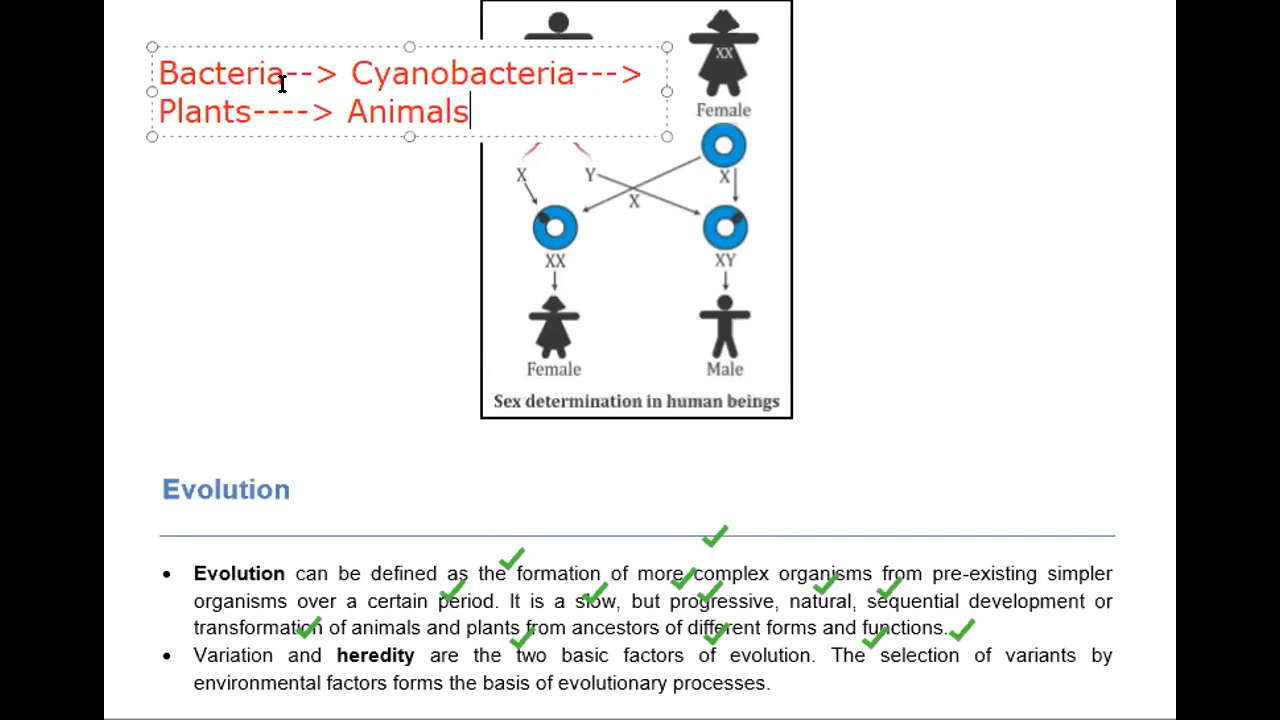 Bacteria--> Cyanobacteria--->
Plants----> Animals
XX
Female
X
Y
X
X
XX
XY
Female
Male
Sex determination in human beings
Evolution
• Evolution can be defined as the formation of more complex organisms from pre-existing simpler
organisms over a certain period. It is a slow, but progressive, natural, sequential development or
transformation of animals and plants from ancestors of different forms and functions.
• Variation and heredity are the two basic factors of evolution. The selection of variants by
environmental factors forms the basis of evolutionary processes.